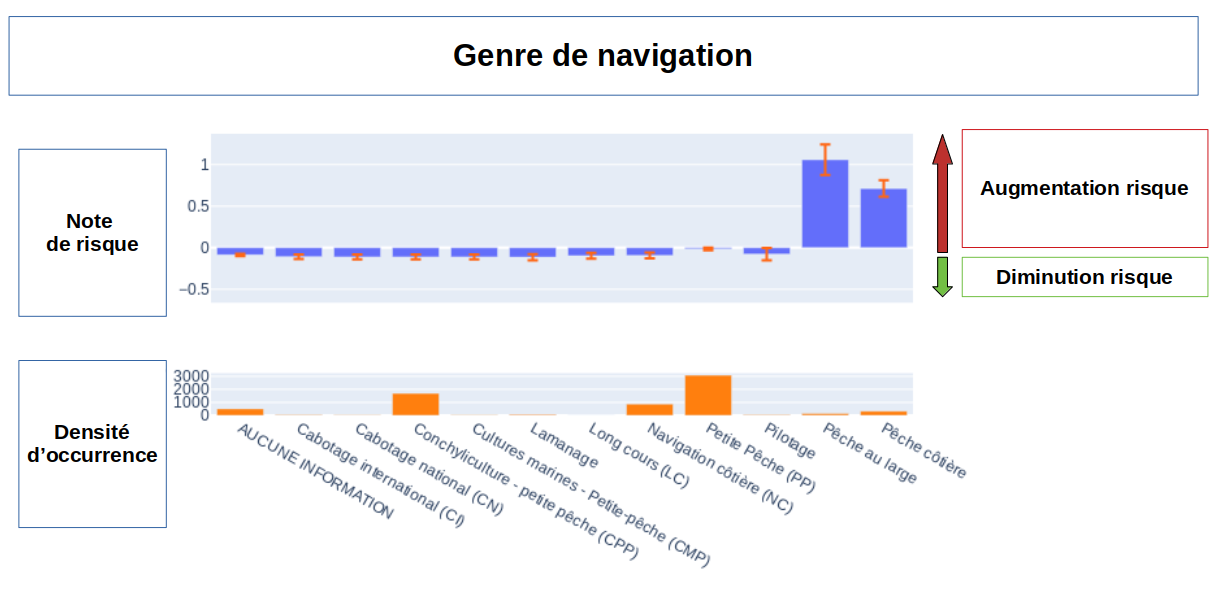 Genre de navigation
Note
de risque
1
0.5
0
−0.5
Augmentation risque
Diminution risque
Densité
d’occurrence
3000
2000
1000
0
AUCUNE INFORMATION
Cabotage international (CI)
Cabotage national (CN)
Conchyliculture - petite pêche (CPP)
Cultures marines - Petite-pêche (CMP)
Lamanage
Long cours (LC)
Navigation côtière (NC)
Petite Pêche (PP)
Pilotage
Pêche au large
Pêche côtière